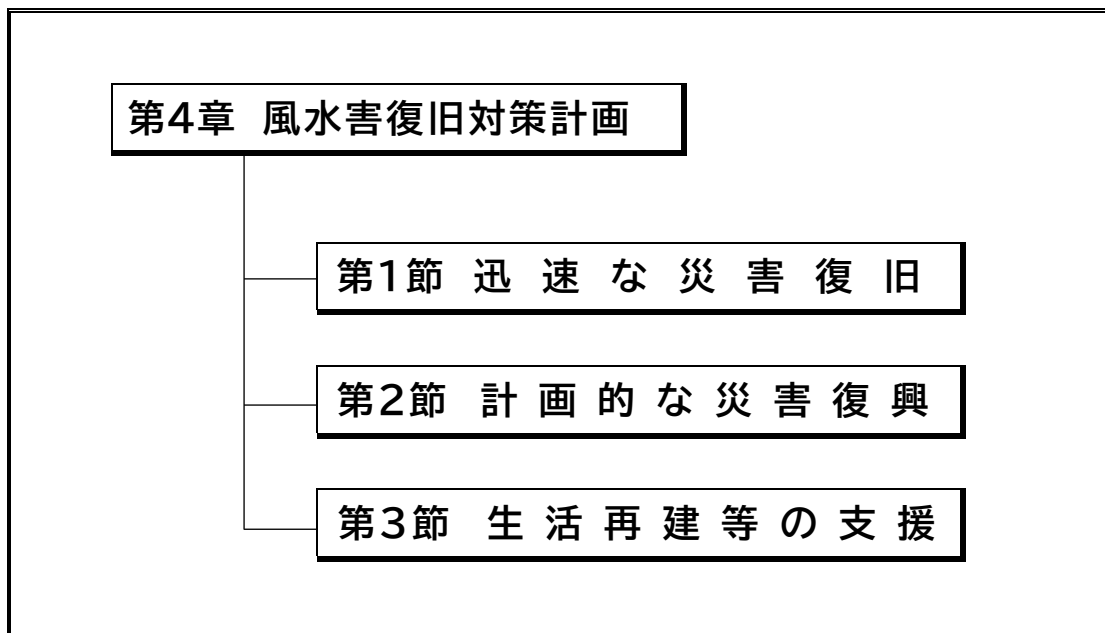 第4章 風水害復旧対策計画
第1節 迅速な災害復旧
第2節 計画的な災害復興
第3節 生活再建等の支援